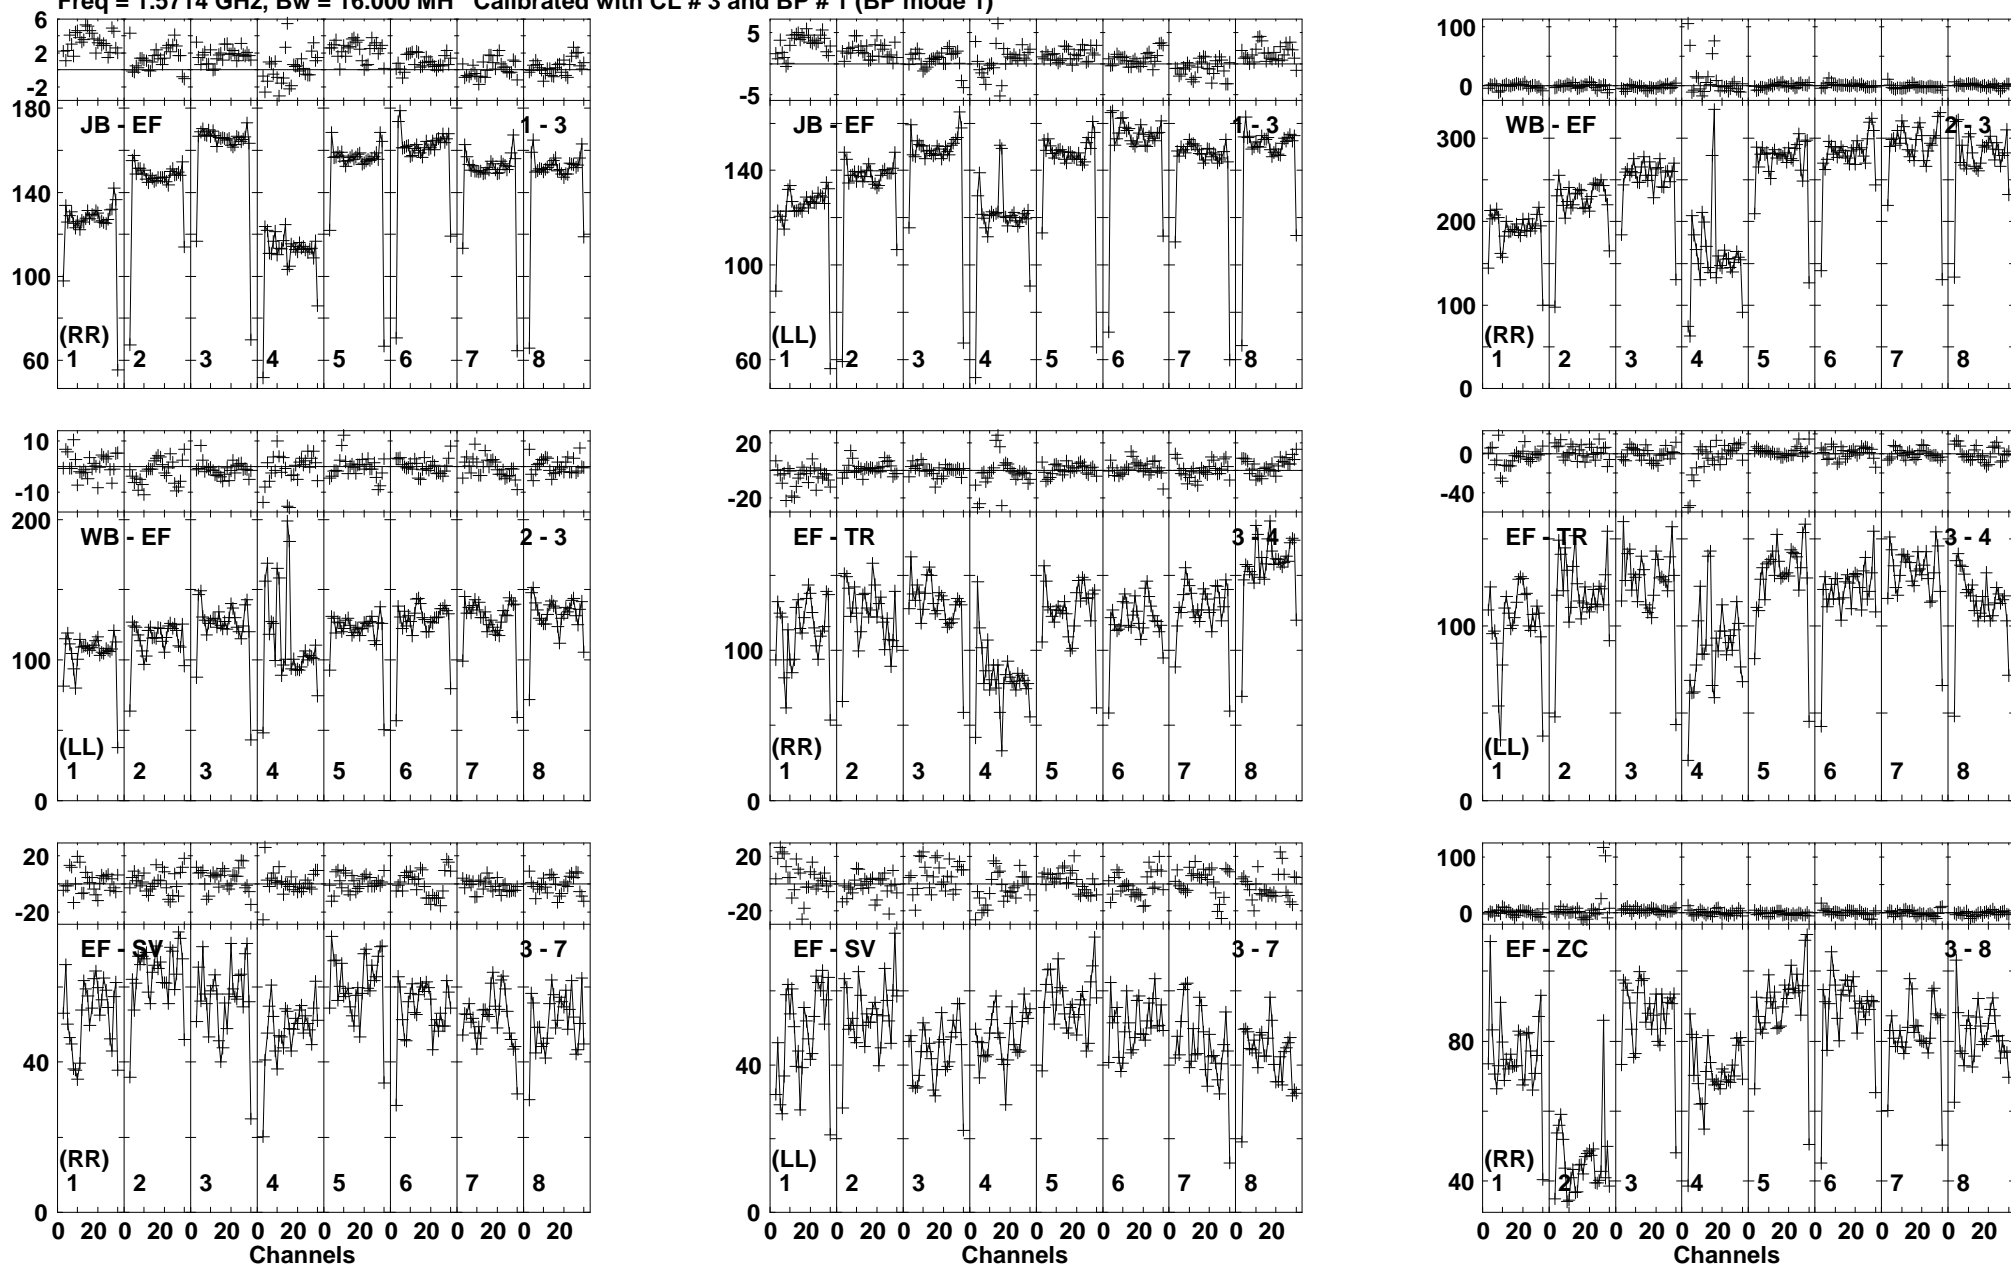 Freq = 1.5714 GHz, Bw = 16.000 MH Calibrated with CL # 3 and BP # 1 (BP mode 1)
6
2
-2
180
140
100
60
JB - EF
1 - 3
(RR)
1 2 3 4 5 6 7 8
5
-5
140
100
60
JB - EF
1 - 3
(LL)
1 2 3 4 5 6 7 8
100
0
300
200
100
0
WB - EF
2 - 3
(RR)
1 2 3 4 5 6 7 8
10
-10
200
100
0
WB - EF
2 - 3
(LL)
1 2 3 4 5 6 7 8
20
-20
100
0
EF - TR
3 - 4
(RR)
1 2 3 4 5 6 7 8
0
-40
100
0
EF - TR
3 - 4
(LL)
1 2 3 4 5 6 7 8
20
-20
40
0
EF - SV
3 - 7
(RR)
1 2 3 4 5 6 7 8
0 20 0 20 0 20 0 20 0 20 0 20 0 20 0 20
Channels
20
-20
40
0
EF - SV
3 - 7
(LL)
1 2 3 4 5 6 7 8
0 20 0 20 0 20 0 20 0 20 0 20 0 20 0 20
Channels
100
0
80
40
EF - ZC
3 - 8
(RR)
1 2 3 4 5 6 7 8
0 20 0 20 0 20 0 20 0 20 0 20 0 20 0 20
Channels